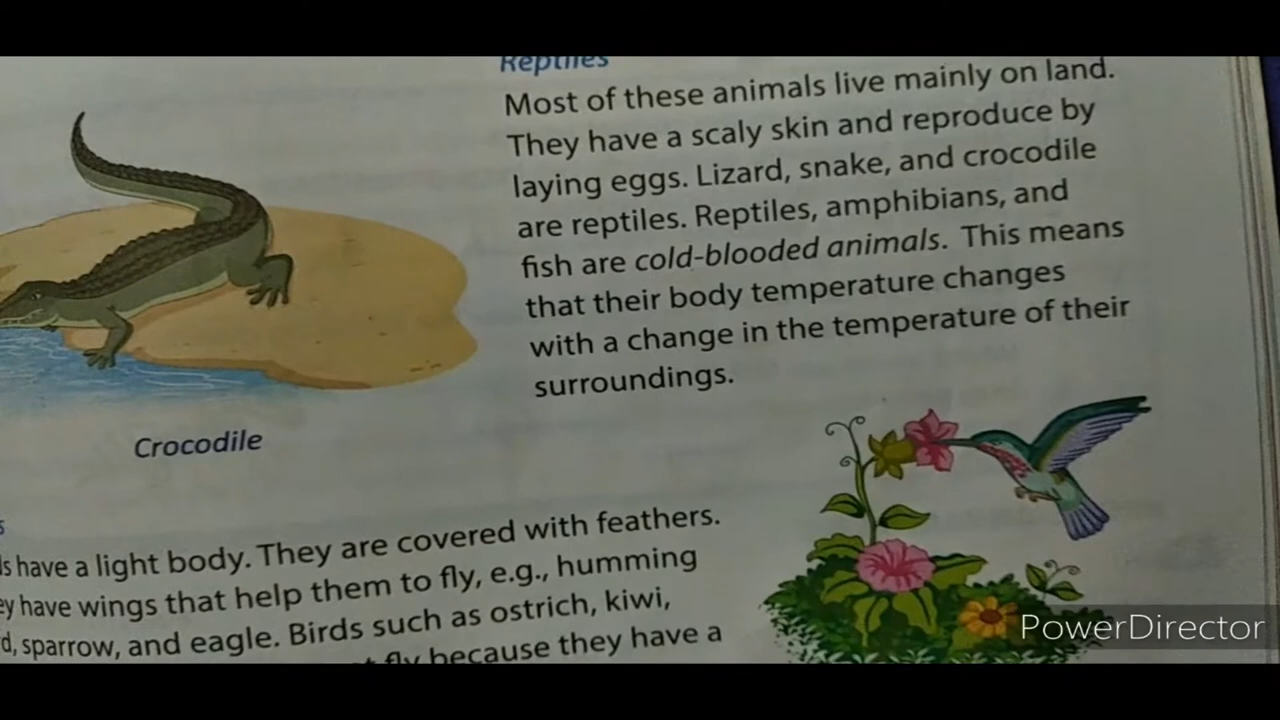 Reptiles
Most of these animals live mainly on land.
They have a scaly skin and reproduce by
laying eggs. Lizard, snake, and crocodile
are reptiles. Reptiles, amphibians, and
fish are cold-blooded animals. This means
that their body temperature changes
with a change in the temperature of their
surroundings.
Crocodile
have a light body. They are covered with feathers.
have wings that help them to fly, e.g., humming
sparrow, and eagle. Birds such as ostrich, kiwi,
fly because they have a
PowerDirector